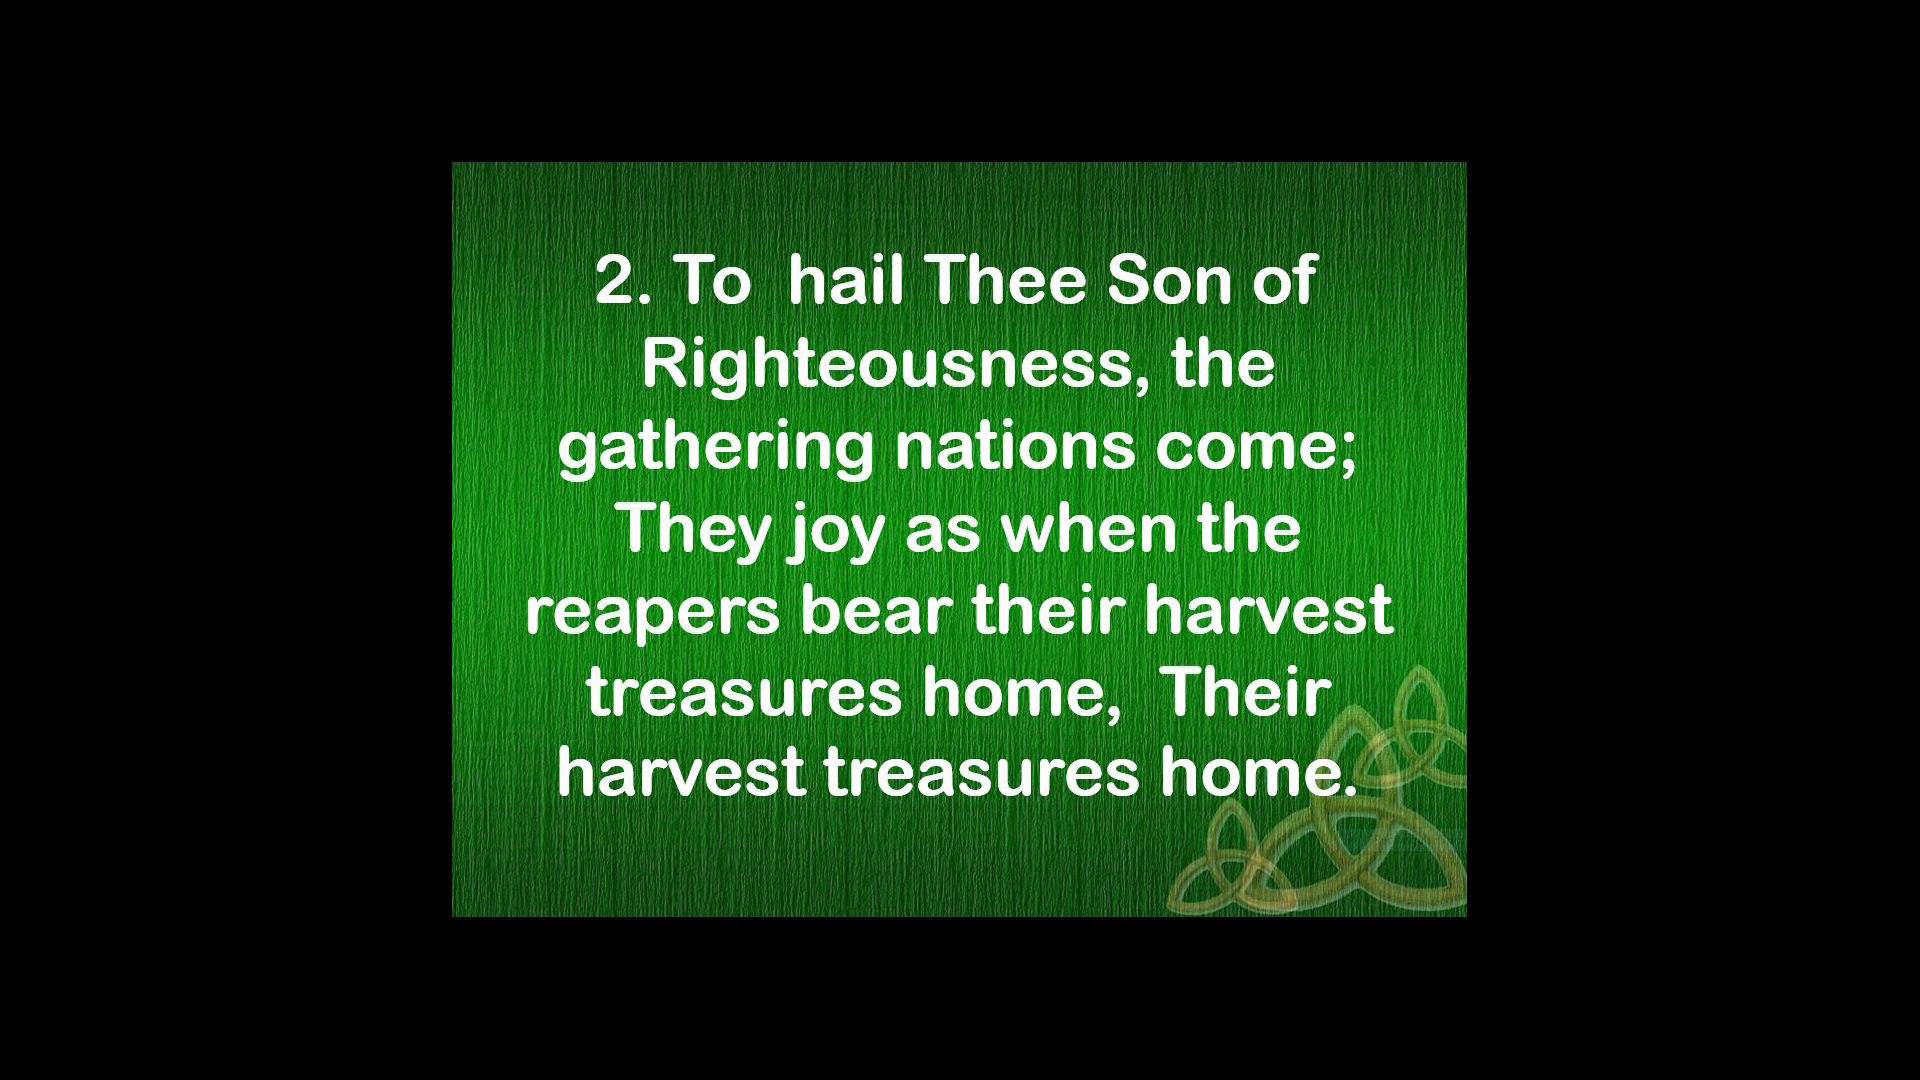 2. To  hail Thee Son of
Righteousness, the
gathering nations come;
They joy as when the
reapers bear their harvest
treasures home,  Their
harvest treasures home.